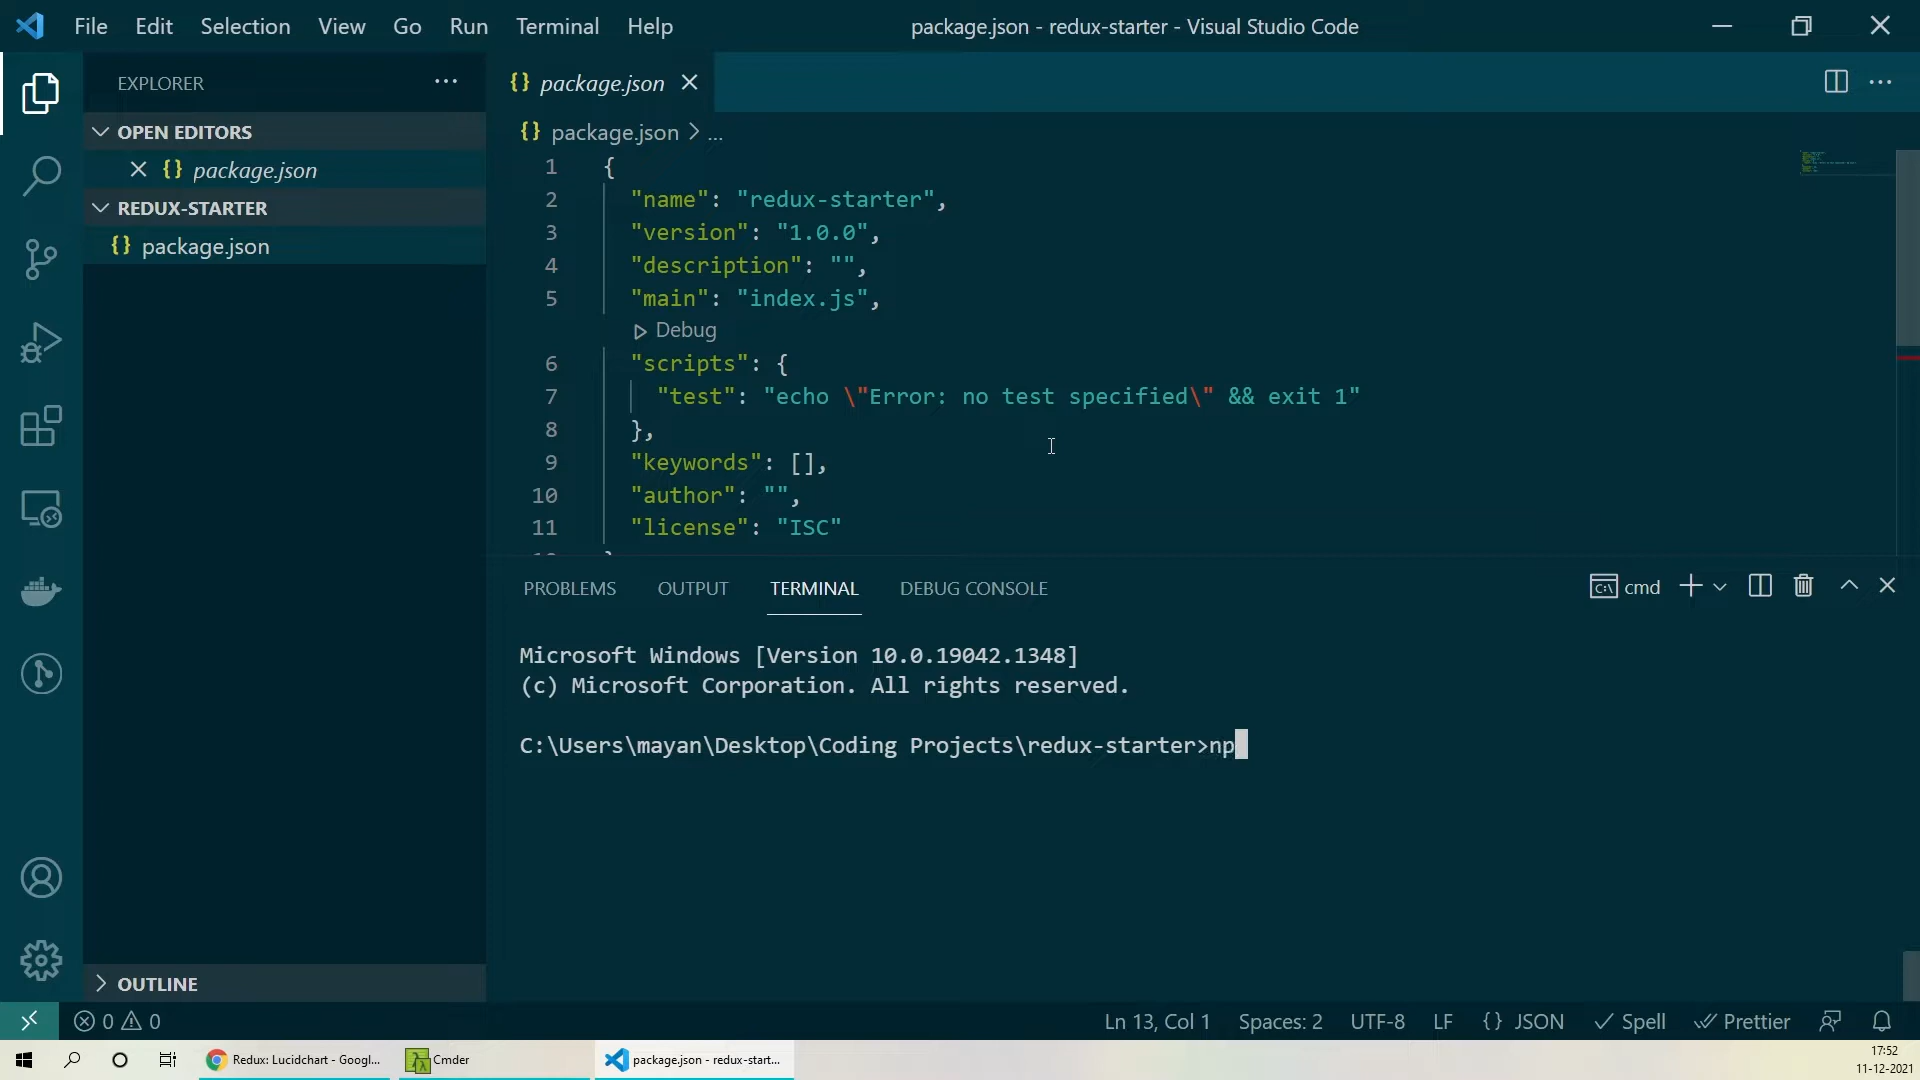 File Edit Selection View Go Run Terminal Help
package.json - redux-starter - Visual Studio Code
EXPLORER
OPEN EDITORS
{} package.json
REDUX-STARTER
{} package.json
OUTLINE
{} package.json
{} package.json > ...
1 {
2 "name": "redux-starter",
3 "version": "1.0.0",
4 "description": "",
5 "main": "index.js",
Debug
6 "scripts": {
7 "test": "echo \"Error: no test specified\" && exit 1"
8 },
9 "keywords": [],
10 "author": "",
11 "license": "ISC"
PROBLEMS OUTPUT TERMINAL DEBUG CONSOLE
cmd
Microsoft Windows [Version 10.0.19042.1348]
(c) Microsoft Corporation. All rights reserved.
C:\Users\mayan\Desktop\Coding Projects\redux-starter>np
0 0
Ln 13, Col 1 Spaces: 2 UTF-8 LF {} JSON Spell Prettier
Redux: Lucidchart - Googl...
Cmder
package.json - redux-start...
17:52
11-12-2021